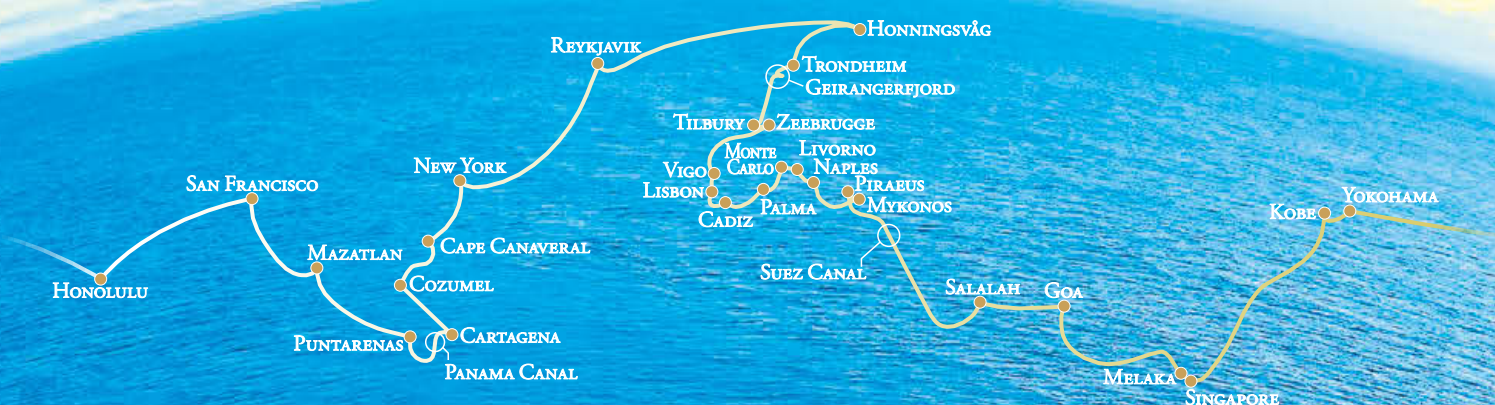 Honningsvåg
Reykjavik
Trondheim
Geirangerfjord
Tilbury
Zeebrugge
Monte
Carlo
Livorno
Naples
New York
Vigo
San Francisco
Lisbon
Piraeus
Mykonos
Palma
Cadiz
Yokohama
Kobe
Cape Canaveral
Mazatlan
Suez Canal
Cozumel
Honolulu
Salalah
Goa
Cartagena
Puntarenas
Panama Canal
Melaka
Singapore